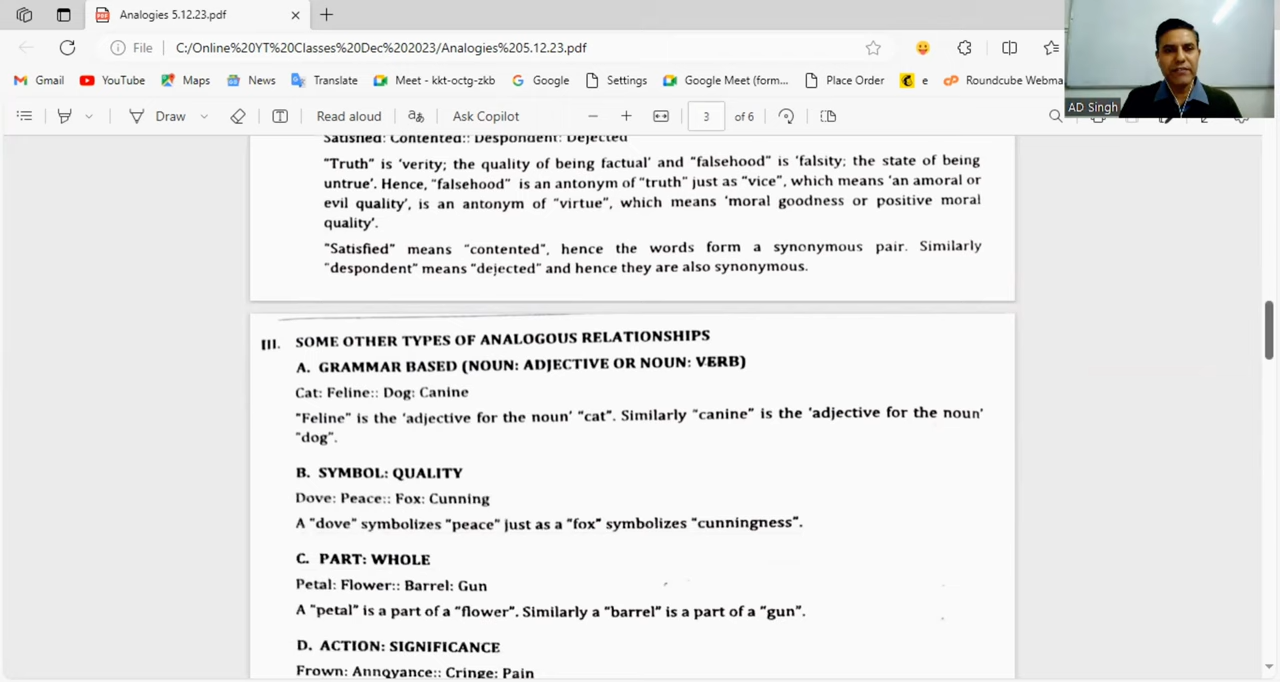 Analogies 5.12.23.pdf
File C:/Online%20YT%20Classes%20Dec%202023/Analogies%205.12.23.pdf
Gmail YouTube Maps News Translate Meet - kkt-octg-zxb Google Settings Google Meet (form... Place Order e Roundcube Webma
AD Singh
Draw Read aloud Ask Copilot 3 of 6
Satisfied: Contented:: Despondent: Dejected
"Truth" is 'verity; the quality of being factual' and "falsehood" is 'falsity; the state of being
untrue'. Hence, "falsehood" is an antonym of "truth" just as "vice", which means 'an amoral or
evil quality', is an antonym of "virtue", which means 'moral goodness or positive moral
quality'.
"Satisfied" means "contented", hence the words form a synonymous pair. Similarly
"despondent" means "dejected" and hence they are also synonymous.
III. SOME OTHER TYPES OF ANALOGOUS RELATIONSHIPS
A. GRAMMAR BASED (NOUN: ADJECTIVE OR NOUN: VERB)
Cat: Feline:: Dog: Canine
"Feline" is the 'adjective for the noun' "cat". Similarly "canine" is the 'adjective for the noun'
"dog".
B. SYMBOL: QUALITY
Dove: Peace:: Fox: Cunning
A "dove" symbolizes "peace" just as a "fox" symbolizes "cunningness".
C. PART: WHOLE
Petal: Flower:: Barrel: Gun
A "petal" is a part of a "flower". Similarly a "barrel" is a part of a "gun".
D. ACTION: SIGNIFICANCE
Frown: Annoyance:: Cringe: Pain